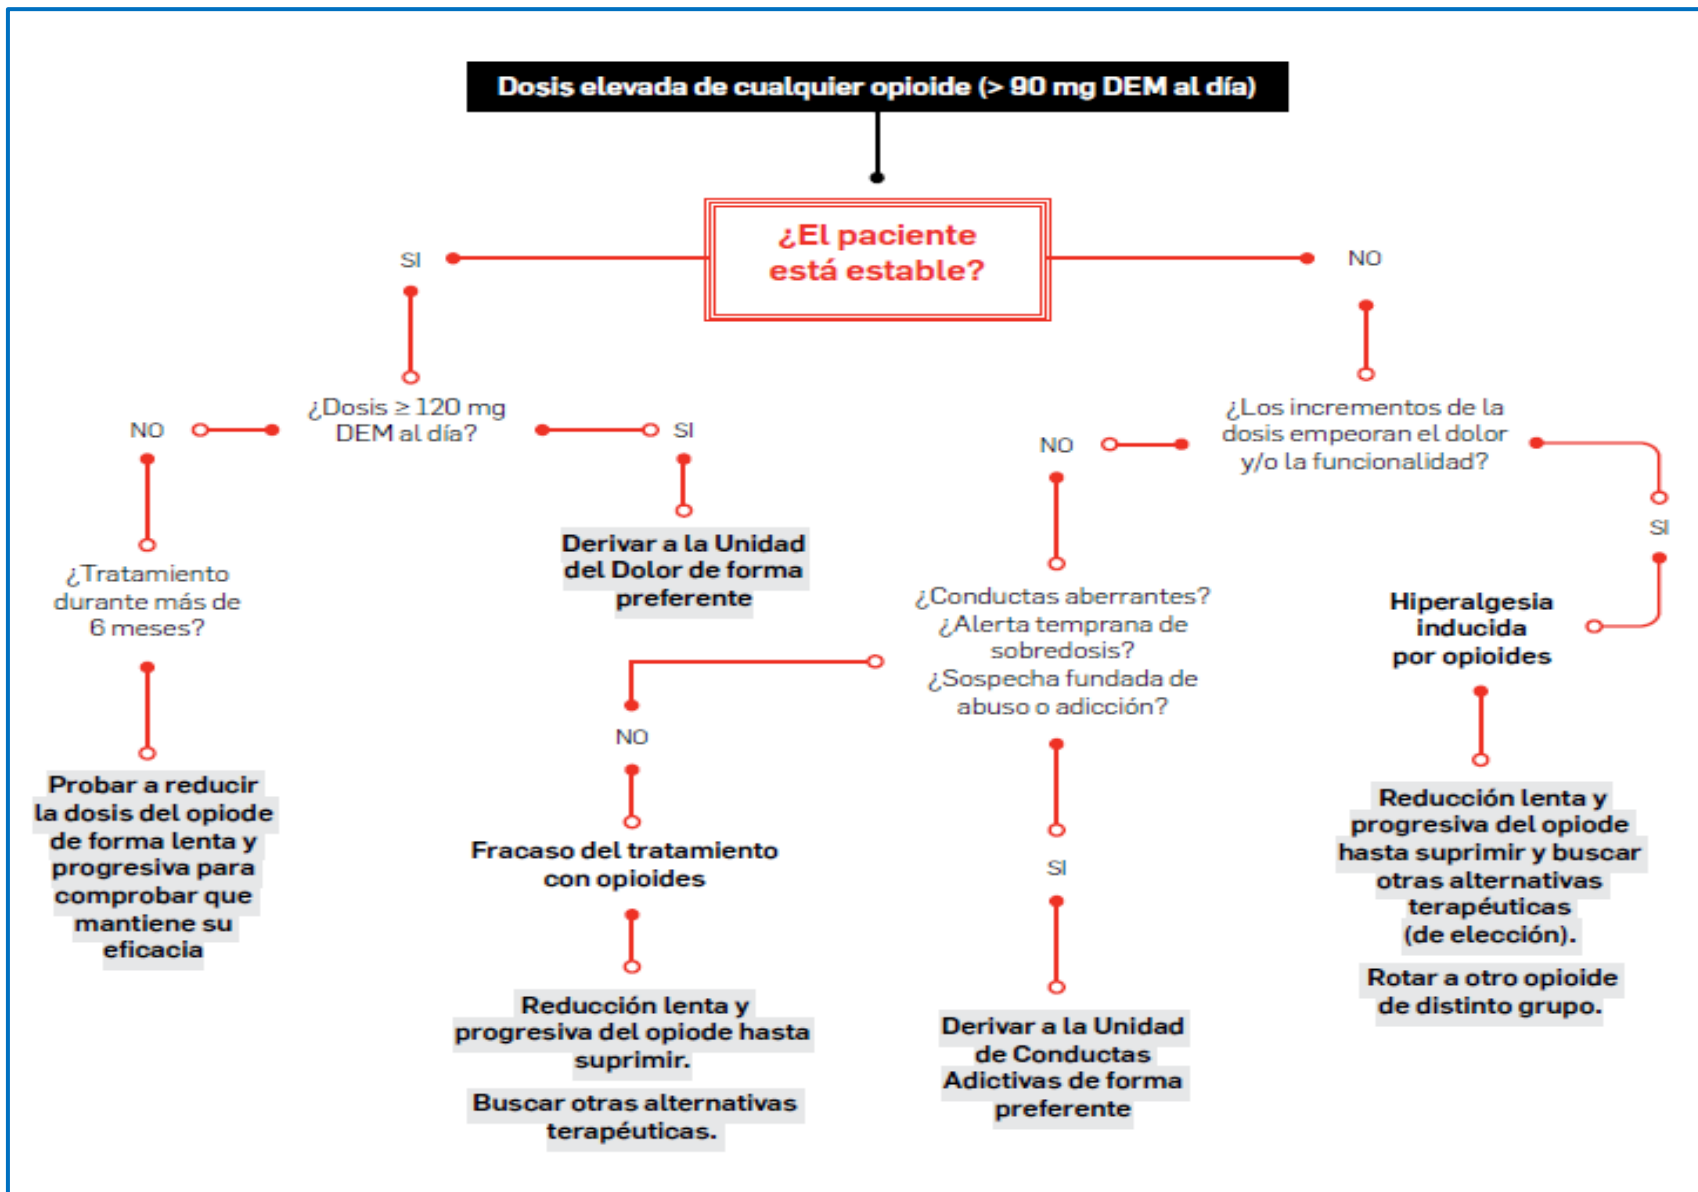 Dosis elevada de cualquier opioide (> 90 mg DEM al día)
¿El paciente
está estable?
SI
NO
¿Dosis ≥ 120 mg
DEM al día?
NO
SI
¿Tratamiento
durante más de
6 meses?
Probar a reducir
la dosis del opiode
de forma lenta y
progresiva para
comprobar que
mantiene su
eficacia
Derivar a la Unidad
del Dolor de forma
preferente
¿Los incrementos de la
dosis empeoran el dolor
y/o la funcionalidad?
NO
SI
¿Conductas aberrantes?
¿Alerta temprana de
sobredosis?
¿Sospecha fundada de
abuso o adicción?
NO
Fracaso del tratamiento
con opioides
Reducción lenta y
progresiva del opiode hasta
suprimir.
Buscar otras alternativas
terapéuticas.
SI
Derivar a la Unidad
de Conductas
Adictivas de forma
preferente
Hiperalgesia
inducida
por opioides
Reducción lenta y
progresiva del opiode
hasta suprimir y buscar
otras alternativas
terapéuticas
(de elección).
Rotar a otro opioide
de distinto grupo.